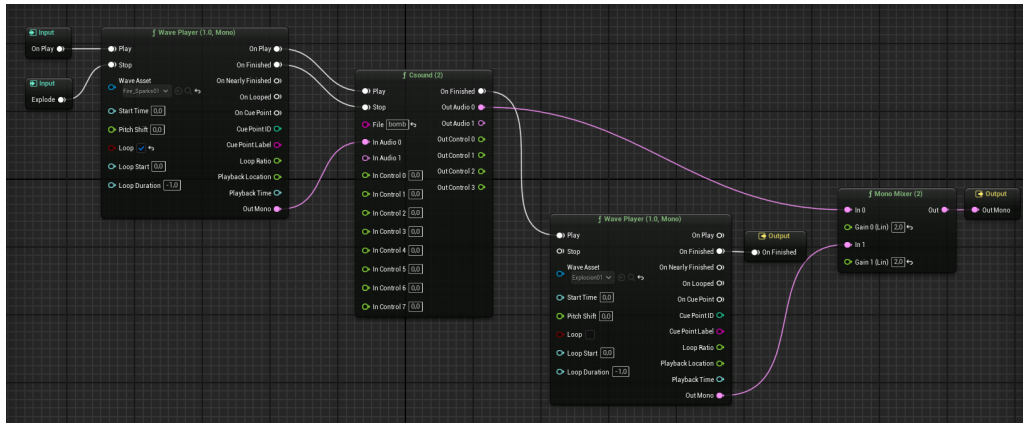 Input
On Play
Input
Explode
f Wave Player (1.0, Mono)
Play
On Play
Stop
On Finished
Wave Asset
Fire_Sparks01
On Nearly Finished
On Looped
Start Time 0,0
On Cue Point
Pitch Shift 0,0
Cue Point ID
Loop
Cue Point Label
Loop Start 0,0
Loop Ratio
Loop Duration -1,0
Playback Location
Playback Time
Out Mono
f Csound (2)
Play
On Finished
Stop
Out Audio 0
File bomb
Out Audio 1
In Audio 0
Out Control 0
In Audio 1
Out Control 1
In Control 0 0,0
Out Control 2
In Control 1 0,0
Out Control 3
In Control 2 0,0
In Control 3 0,0
In Control 4 0,0
In Control 5 0,0
In Control 6 0,0
In Control 7 0,0
f Wave Player (1.0, Mono)
Play
On Play
Stop
On Finished
Wave Asset
Explosion01
On Nearly Finished
On Looped
Start Time 0,0
On Cue Point
Pitch Shift 0,0
Cue Point ID
Loop
Cue Point Label
Loop Start 0,0
Loop Ratio
Loop Duration -1,0
Playback Location
Playback Time
Out Mono
Output
On Finished
f Mono Mixer (2)
In 0
Out
Gain 0 (Lin) 2,0
In 1
Gain 1 (Lin) 2,0
Output
Out Mono